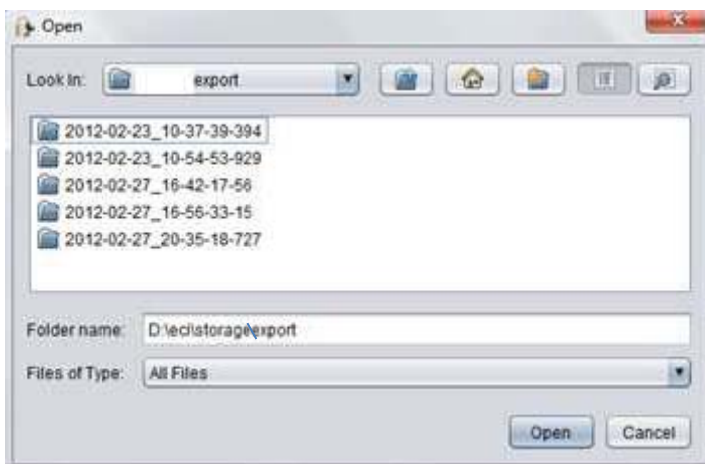 Open
Look In: export
2012-02-23_10-37-39-394
2012-02-23_10-54-53-929
2012-02-27_16-42-17-56
2012-02-27_16-56-33-15
2012-02-27_20-35-18-727
Folder name: D:\eci\storage\export
Files of Type: All Files
Open Cancel